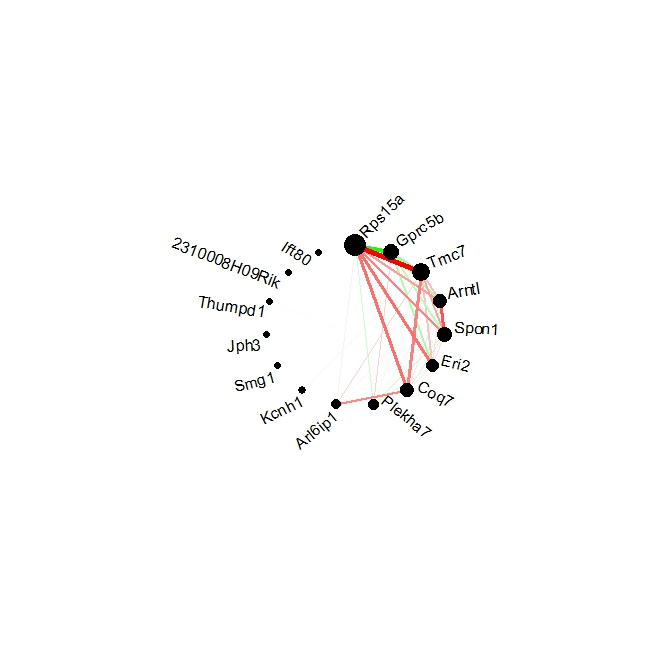 Rps15a
Gprc5b
Tmc7
Arntl
Spon1
Eri2
Coq7
Plekha7
Arl6ip1
Kcnh1
Smg1
Jph3
Thumpd1
2310008H09Rik
Ift80